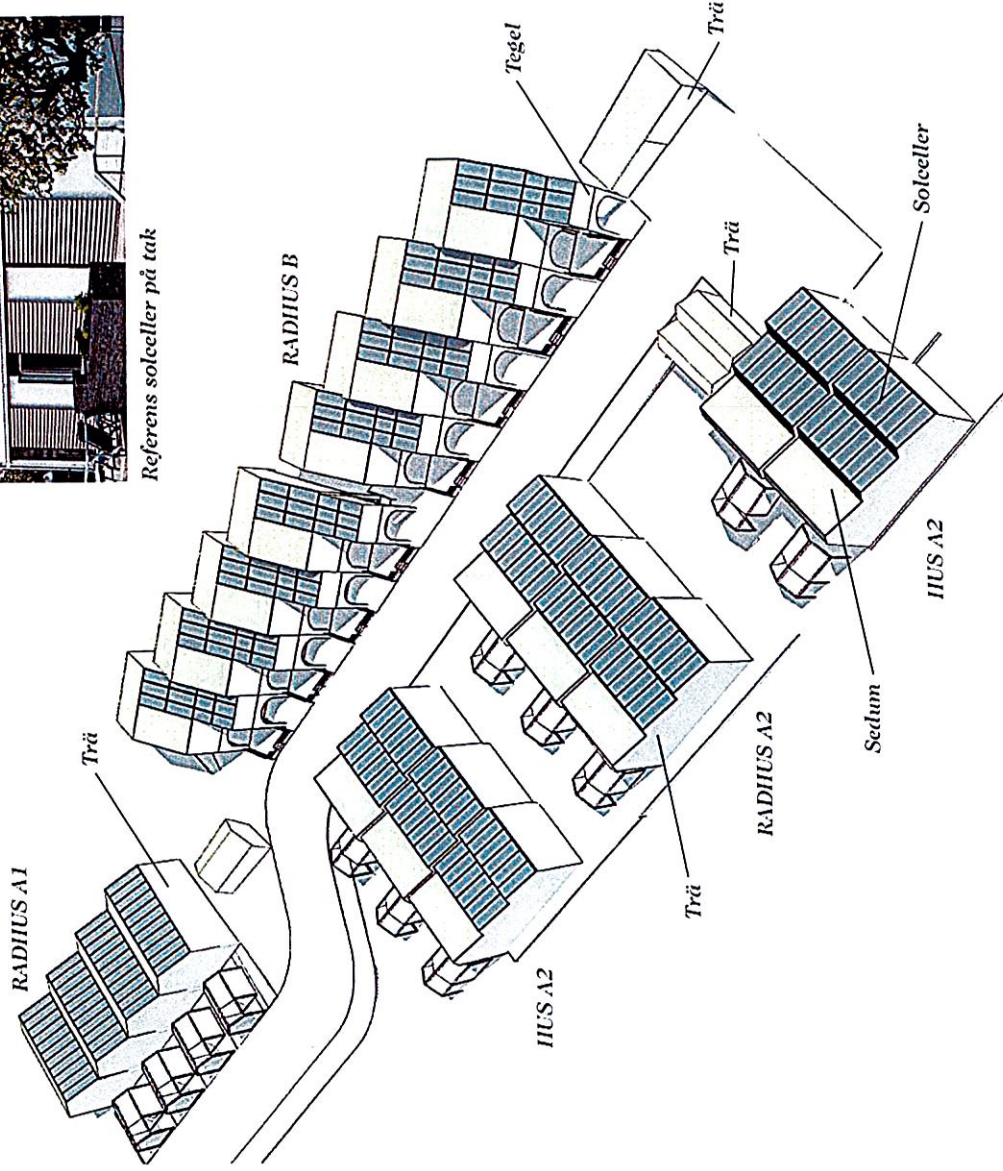 Referens solceller på tak
RADHUS A1
Trä
RADHUS B
Tegel
Trä
HUS A2
Trä
RADHUS A2
Trä
Solceller
Sedum
HUS A2